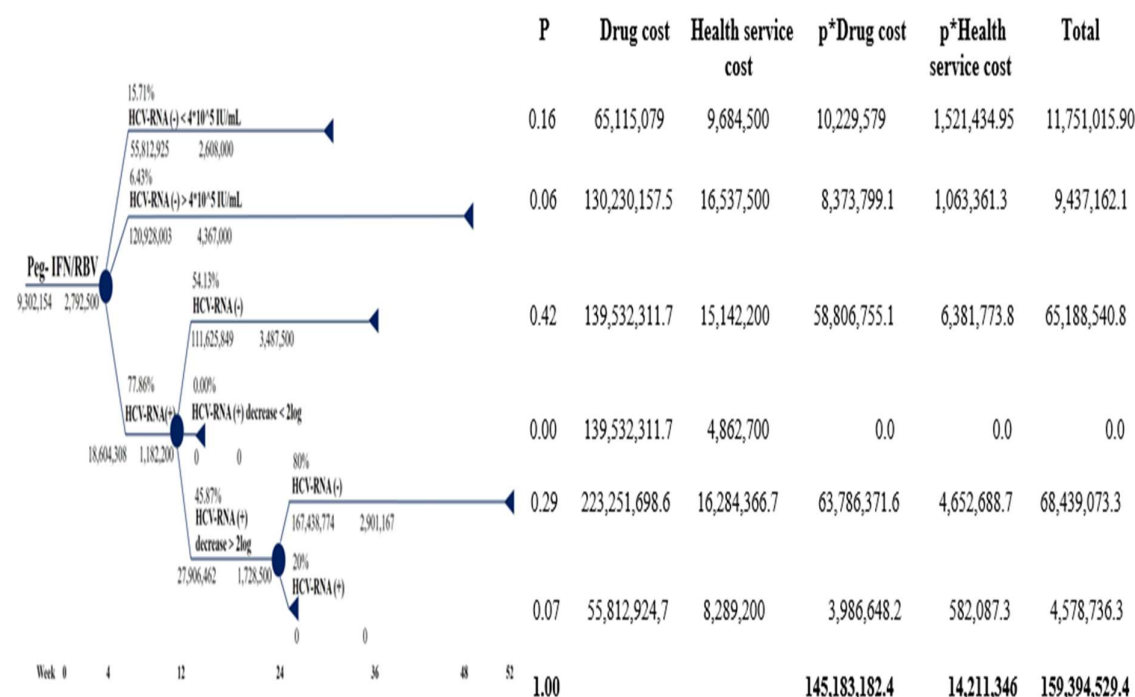 P Drug cost Health service cost p*Drug cost p*Health service cost Total
15.71%
HCV-RNA (-) < 4*10^5 IU/mL
55,812,925 2,608,000
0.16 65,115,079 9,684,500 10,229,579 1,521,434.95 11,751,015.90
6.43%
HCV-RNA (-) > 4*10^5 IU/mL
120,928,003 4,367,000
0.06 130,230,157.5 16,537,500 8,373,799.1 1,063,361.3 9,437,162.1
Peg- IFN/RBV
9,302,154 2,792,500
54.13%
HCV-RNA (-)
111,625,849 3,487,500
0.42 139,532,311.7 15,142,200 58,806,755.1 6,381,773.8 65,188,540.8
77.86%
HCV-RNA(+)
18,604,308 1,182,200
0.00%
HCV-RNA (+) decrease < 2log
0 0
0.00 139,532,311.7 4,862,700 0.0 0.0 0.0
45.87%
HCV-RNA (+)
decrease > 2log
27,906,462 1,728,500
80%
HCV-RNA (-)
167,438,774 2,901,167
0.29 223,251,698.6 16,284,366.7 63,786,371.6 4,652,688.7 68,439,073.3
20%
HCV-RNA (+)
0 0
0.07 55,812,924,7 8,289,200 3,986,648.2 582,087.3 4,578,736.3
Week 0 4 12 24 36 48 52
1.00 145,183,182.4 14,211,346 159,394,529.4